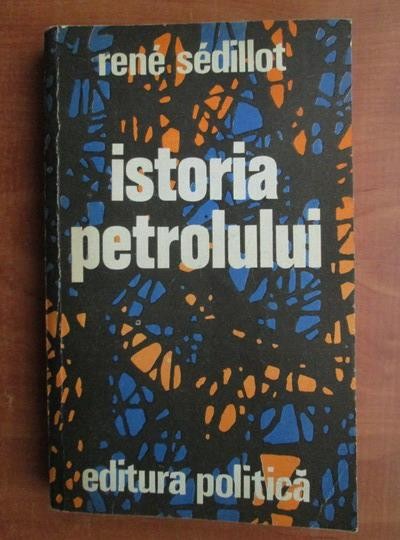 rené sédillot
istoria
petrolului
editura politică